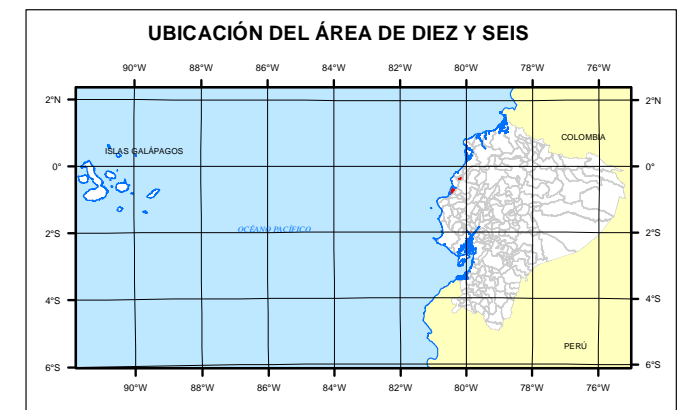 UBICACIÓN DEL ÁREA DE DIEZ Y SEIS
90°W 88°W 86°W 84°W 82°W 80°W 78°W 76°W
2°N 2°N
COLOMBIA
ISLAS GALÁPAGOS
0° 0°
OCÉANO PACÍFICO
2°S 2°S
4°S 4°S
PERÚ
6°S 6°S
90°W 88°W 86°W 84°W 82°W 80°W 78°W 76°W